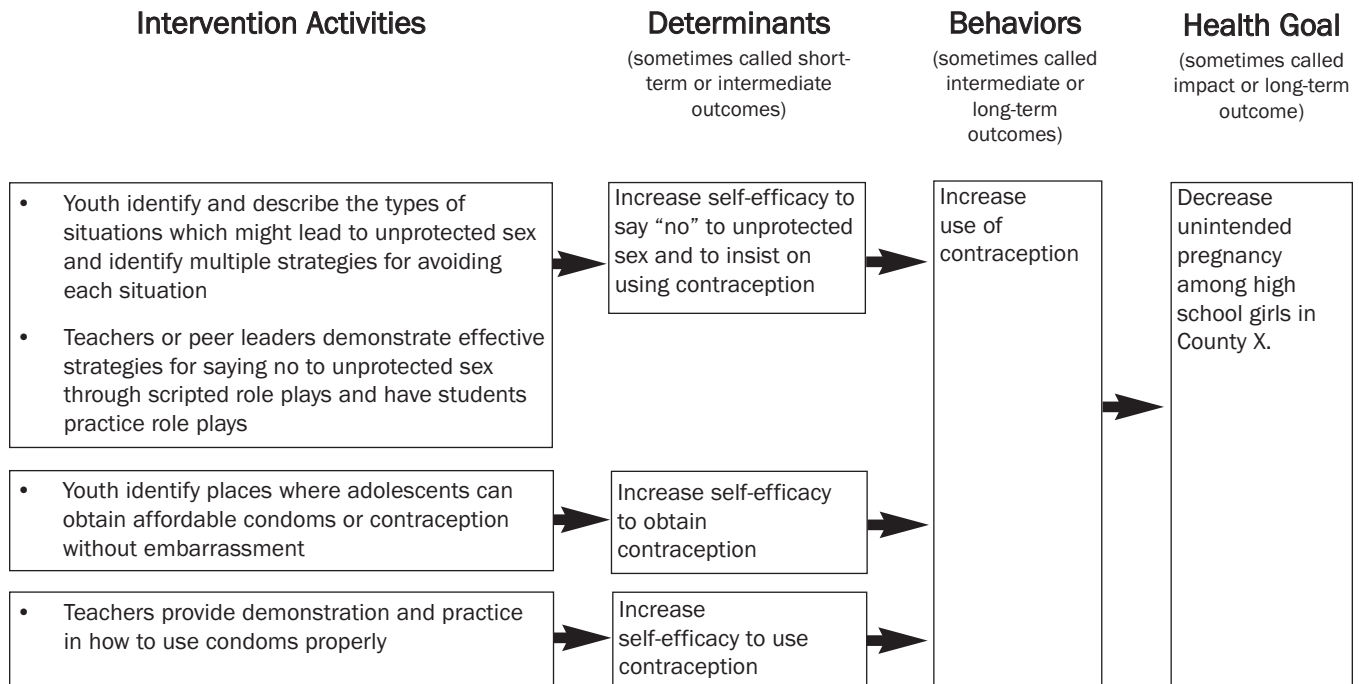 Intervention Activities
Determinants
(sometimes called short-
term or intermediate
outcomes)
Behaviors
(sometimes called
intermediate or
long-term
outcomes)
Health Goal
(sometimes called
impact or long-term
outcome)
• Youth identify and describe the types of
situations which might lead to unprotected sex
and identify multiple strategies for avoiding
each situation
• Teachers or peer leaders demonstrate effective
strategies for saying no to unprotected sex
through scripted role plays and have students
practice role plays
Increase self-efficacy to
say “no” to unprotected
sex and to insist on
using contraception
Increase
use of
contraception
Decrease
unintended
pregnancy
among high
school girls in
County X.
• Youth identify places where adolescents can
obtain affordable condoms or contraception
without embarrassment
Increase self-efficacy
to obtain
contraception
• Teachers provide demonstration and practice
in how to use condoms properly
Increase
self-efficacy to use
contraception